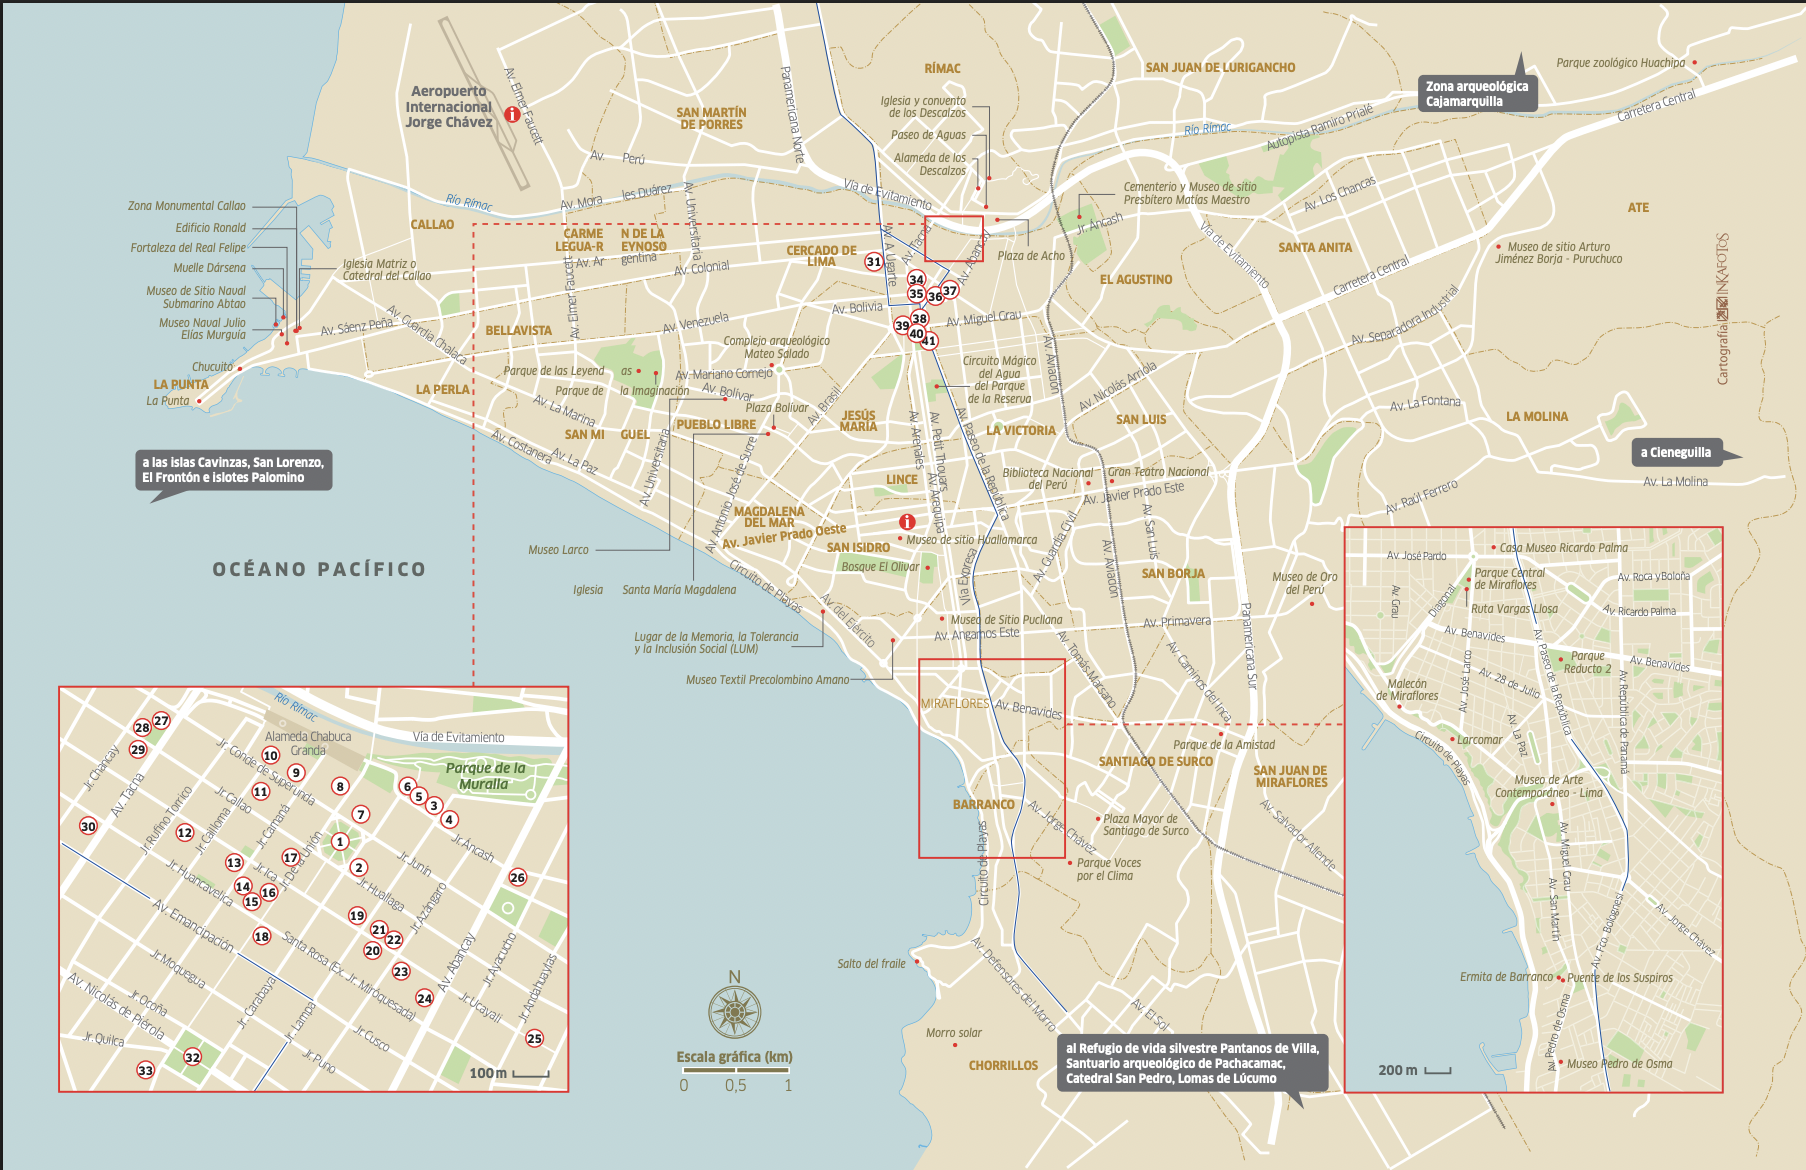 Aeropuerto
Internacional
Jorge Chávez
i
Av. Elmer Faucett
SAN MARTÍN
DE PORRES
Panamericana Norte
RÍMAC
Iglesia y convento
de los Descalzos
Paseo de Aguas
Alameda de los
Descalzos
SAN JUAN DE LURIGANCHO
Zona arqueológica
Cajamarquilla
Parque zoológico Huachipa
Carretera Central
Autopista Ramiro Prialé
Río Rímac
Av. Perú
Av. Mora
les Duárez
Av. Universitaria
Vía de Evitamiento
Río Rímac
Cementerio y Museo de sitio
Presbítero Matías Maestro
Jr. Áncash
Av. Los Chancas
ATE
Zona Monumental Callao
Edificio Ronald
Fortaleza del Real Felipe
Muelle Dársena
Museo de Sitio Naval
Submarino Abtao
Museo Naval Julio
Elías Murguía
Chucuito
LA PUNTA
La Punta
Iglesia Matriz o
Catedral del Callao
CALLAO
CARME
LEGUA-R
N DE LA
EYNOSO
Av. Ar
gentina
Av. Colonial
CERCADO DE
LIMA
31
Av. A. Ugarte
Av. Tacna
Av. Abancay
Plaza de Acho
34
35
36
37
38
39
40
41
Vía de Evitamiento
SANTA ANITA
Museo de sitio Arturo
Jiménez Borja - Puruchuco
Carretera Central
EL AGUSTINO
Cartografía:
INKAFOTOS
Av. Sáenz Peña
Av. Guardia Chalaca
BELLAVISTA
Av. Elmer Faucett
Av. Venezuela
Av. Bolivia
Av. Miguel Grau
Av. Separadora Industrial
Complejo arqueológico
Mateo Salado
Circuito Mágico
del Agua
del Parque
de la Reserva
Av. Aviación
Parque de las Leyend
as
Parque de
la Imaginación
Av. Mariano Cornejo
Av. Bolívar
Plaza Bolívar
Av. Brasil
LA PERLA
Av. La Marina
SAN MI
GUEL
PUEBLO LIBRE
JESÚS
MARÍA
Av. Nicolás Arriola
SAN LUIS
LA VICTORIA
Av. La Fontana
LA MOLINA
Av. Costanera
Av. La Paz
Av. Universitaria
Av. Antonio José de Sucre
Av. Arenales
Av. Petit Thouars
Av. Arequipa
Av. Paseo de la República
LINCE
Biblioteca Nacional
del Perú
Gran Teatro Nacional
Av. Javier Prado Este
a Cieneguilla
Av. La Molina
Av. Raúl Ferrero
a las islas Cavinzas, San Lorenzo,
El Frontón e islotes Palomino
OCÉANO PACÍFICO
MAGDALENA
DEL MAR
Av. Javier Prado Oeste
i
SAN ISIDRO
Museo de sitio Huallamarca
Bosque El Olivar
Vía Expresa
Av. Guardia Civil
Av. Aviación
Av. San Luis
SAN BORJA
Museo de Oro
del Perú
Museo Larco
Iglesia
Santa María Magdalena
Circuito de Playas
Av. del Ejército
Museo de Sitio Pucllana
Av. Angamos Este
Av. Primavera
Lugar de la Memoria, la Tolerancia
y la Inclusión Social (LUM)
Museo Textil Precolombino Amano
Av. Tomás Marsano
Av. Caminos del Inca
Panamericana Sur
MIRAFLORES
Av. Benavides
Parque de la Amistad
SANTIAGO DE SURCO
SAN JUAN DE
MIRAFLORES
BARRANCO
Av. Jorge Chávez
Plaza Mayor de
Santiago de Surco
Parque Voces
por el Clima
Av. Salvador Allende
Circuito de Playas
Salto del fraile
Av. Defensores del Morro
Av. El Sol
Morro solar
CHORRILLOS
al Refugio de vida silvestre Pantanos de Villa,
Santuario arqueológico de Pachacamac,
Catedral San Pedro, Lomas de Lúcumo
N
Escala gráfica (km)
0 0,5 1
Río Rímac
Alameda Chabuca
Granda
Vía de Evitamiento
Parque de la
Muralla
27
28
29
10
9
11
8
6
5
3
4
7
1
2
30
12
13
17
14
16
15
18
19
21
22
20
23
24
26
25
32
33
Jr. Chancay
Av. Tacna
Jr. Conde de Superunda
Jr. Rufino Torrico
Jr. Callao
Jr. Cailloma
Jr. Camaná
Jr. Ica
Jr. De la Unión
Jr. Huancavelica
Jr. Junín
Jr. Áncash
Jr. Huallaga
Jr. Azángaro
Av. Emancipación
Santa Rosa (Ex. Jr. Miróquesada)
Av. Abancay
Jr. Ayacucho
Jr. Andahuaylas
Jr. Ucayali
Jr. Moquegua
Jr. Ocoña
Av. Nicolás de Piérola
Jr. Quilca
Jr. Carabaya
Jr. Lampa
Jr. Cusco
Jr. Puno
100 m
Av. José Pardo
Casa Museo Ricardo Palma
Parque Central
de Miraflores
Ruta Vargas Llosa
Av. Roca y Boloña
Av. Ricardo Palma
Av. Grau
Diagonal
Av. Benavides
Av. Benavides
Parque
Reducto 2
Av. Paseo de la República
Av. José Larco
Av. 28 de Julio
Malecón
de Miraflores
Av. República de Panamá
Circuito de Playas
Larcomar
Av. La Paz
Museo de Arte
Contemporáneo - Lima
Av. Miguel Grau
Av. San Martín
Av. Fco. Bolognesi
Av. Jorge Chávez
Ermita de Barranco
Puente de los Suspiros
Av. Pedro de Osma
Museo Pedro de Osma
200 m